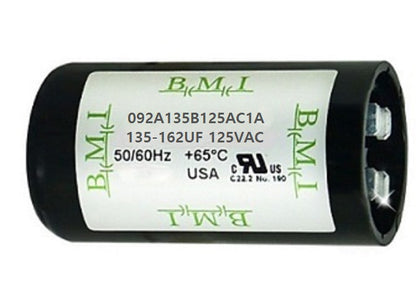 B.M.I
092A135B125AC1A
135-162UF 125VAC
50/60Hz +65°C
USA
C US
C22.2 No. 190
B.M.I
B.M.I
B.M.I